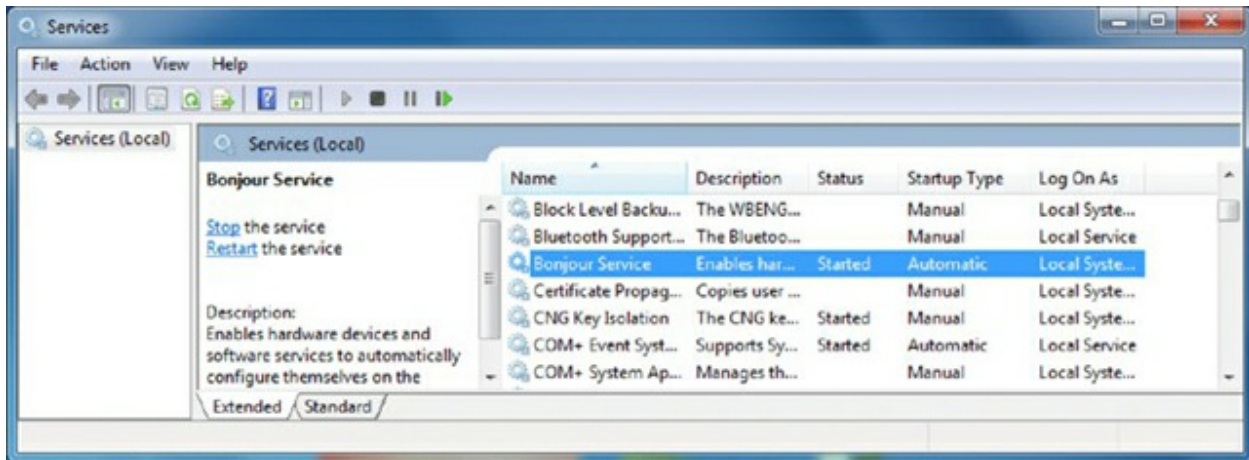 Services
File Action View Help
Services (Local)
Services (Local)
Bonjour Service
Stop the service
Restart the service
Description:
Enables hardware devices and
software services to automatically
configure themselves on the
Name Description Status Startup Type Log On As
Block Level Backu... The WBENG... Manual Local Syste...
Bluetooth Support... The Bluetoo... Manual Local Service
Bonjour Service Enables har... Started Automatic Local Syste...
Certificate Propag... Copies user ... Manual Local Syste...
CNG Key Isolation The CNG ke... Started Manual Local Syste...
COM+ Event Syst... Supports Sy... Started Automatic Local Service
COM+ System Ap... Manages th... Manual Local Syste...
Extended Standard